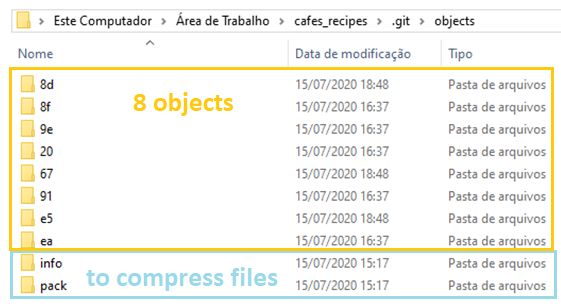 Este Computador > Área de Trabalho > cafes_recipes > .git > objects
Nome Data de modificação Tipo
8d 15/07/2020 18:48 Pasta de arquivos
8f 15/07/2020 16:37 Pasta de arquivos
8 objects
9e 15/07/2020 16:37 Pasta de arquivos
20 15/07/2020 16:37 Pasta de arquivos
67 15/07/2020 18:48 Pasta de arquivos
91 15/07/2020 16:37 Pasta de arquivos
e5 15/07/2020 18:48 Pasta de arquivos
ea 15/07/2020 16:37 Pasta de arquivos
info 15/07/2020 15:17 Pasta de arquivos
to compress files
pack 15/07/2020 15:17 Pasta de arquivos